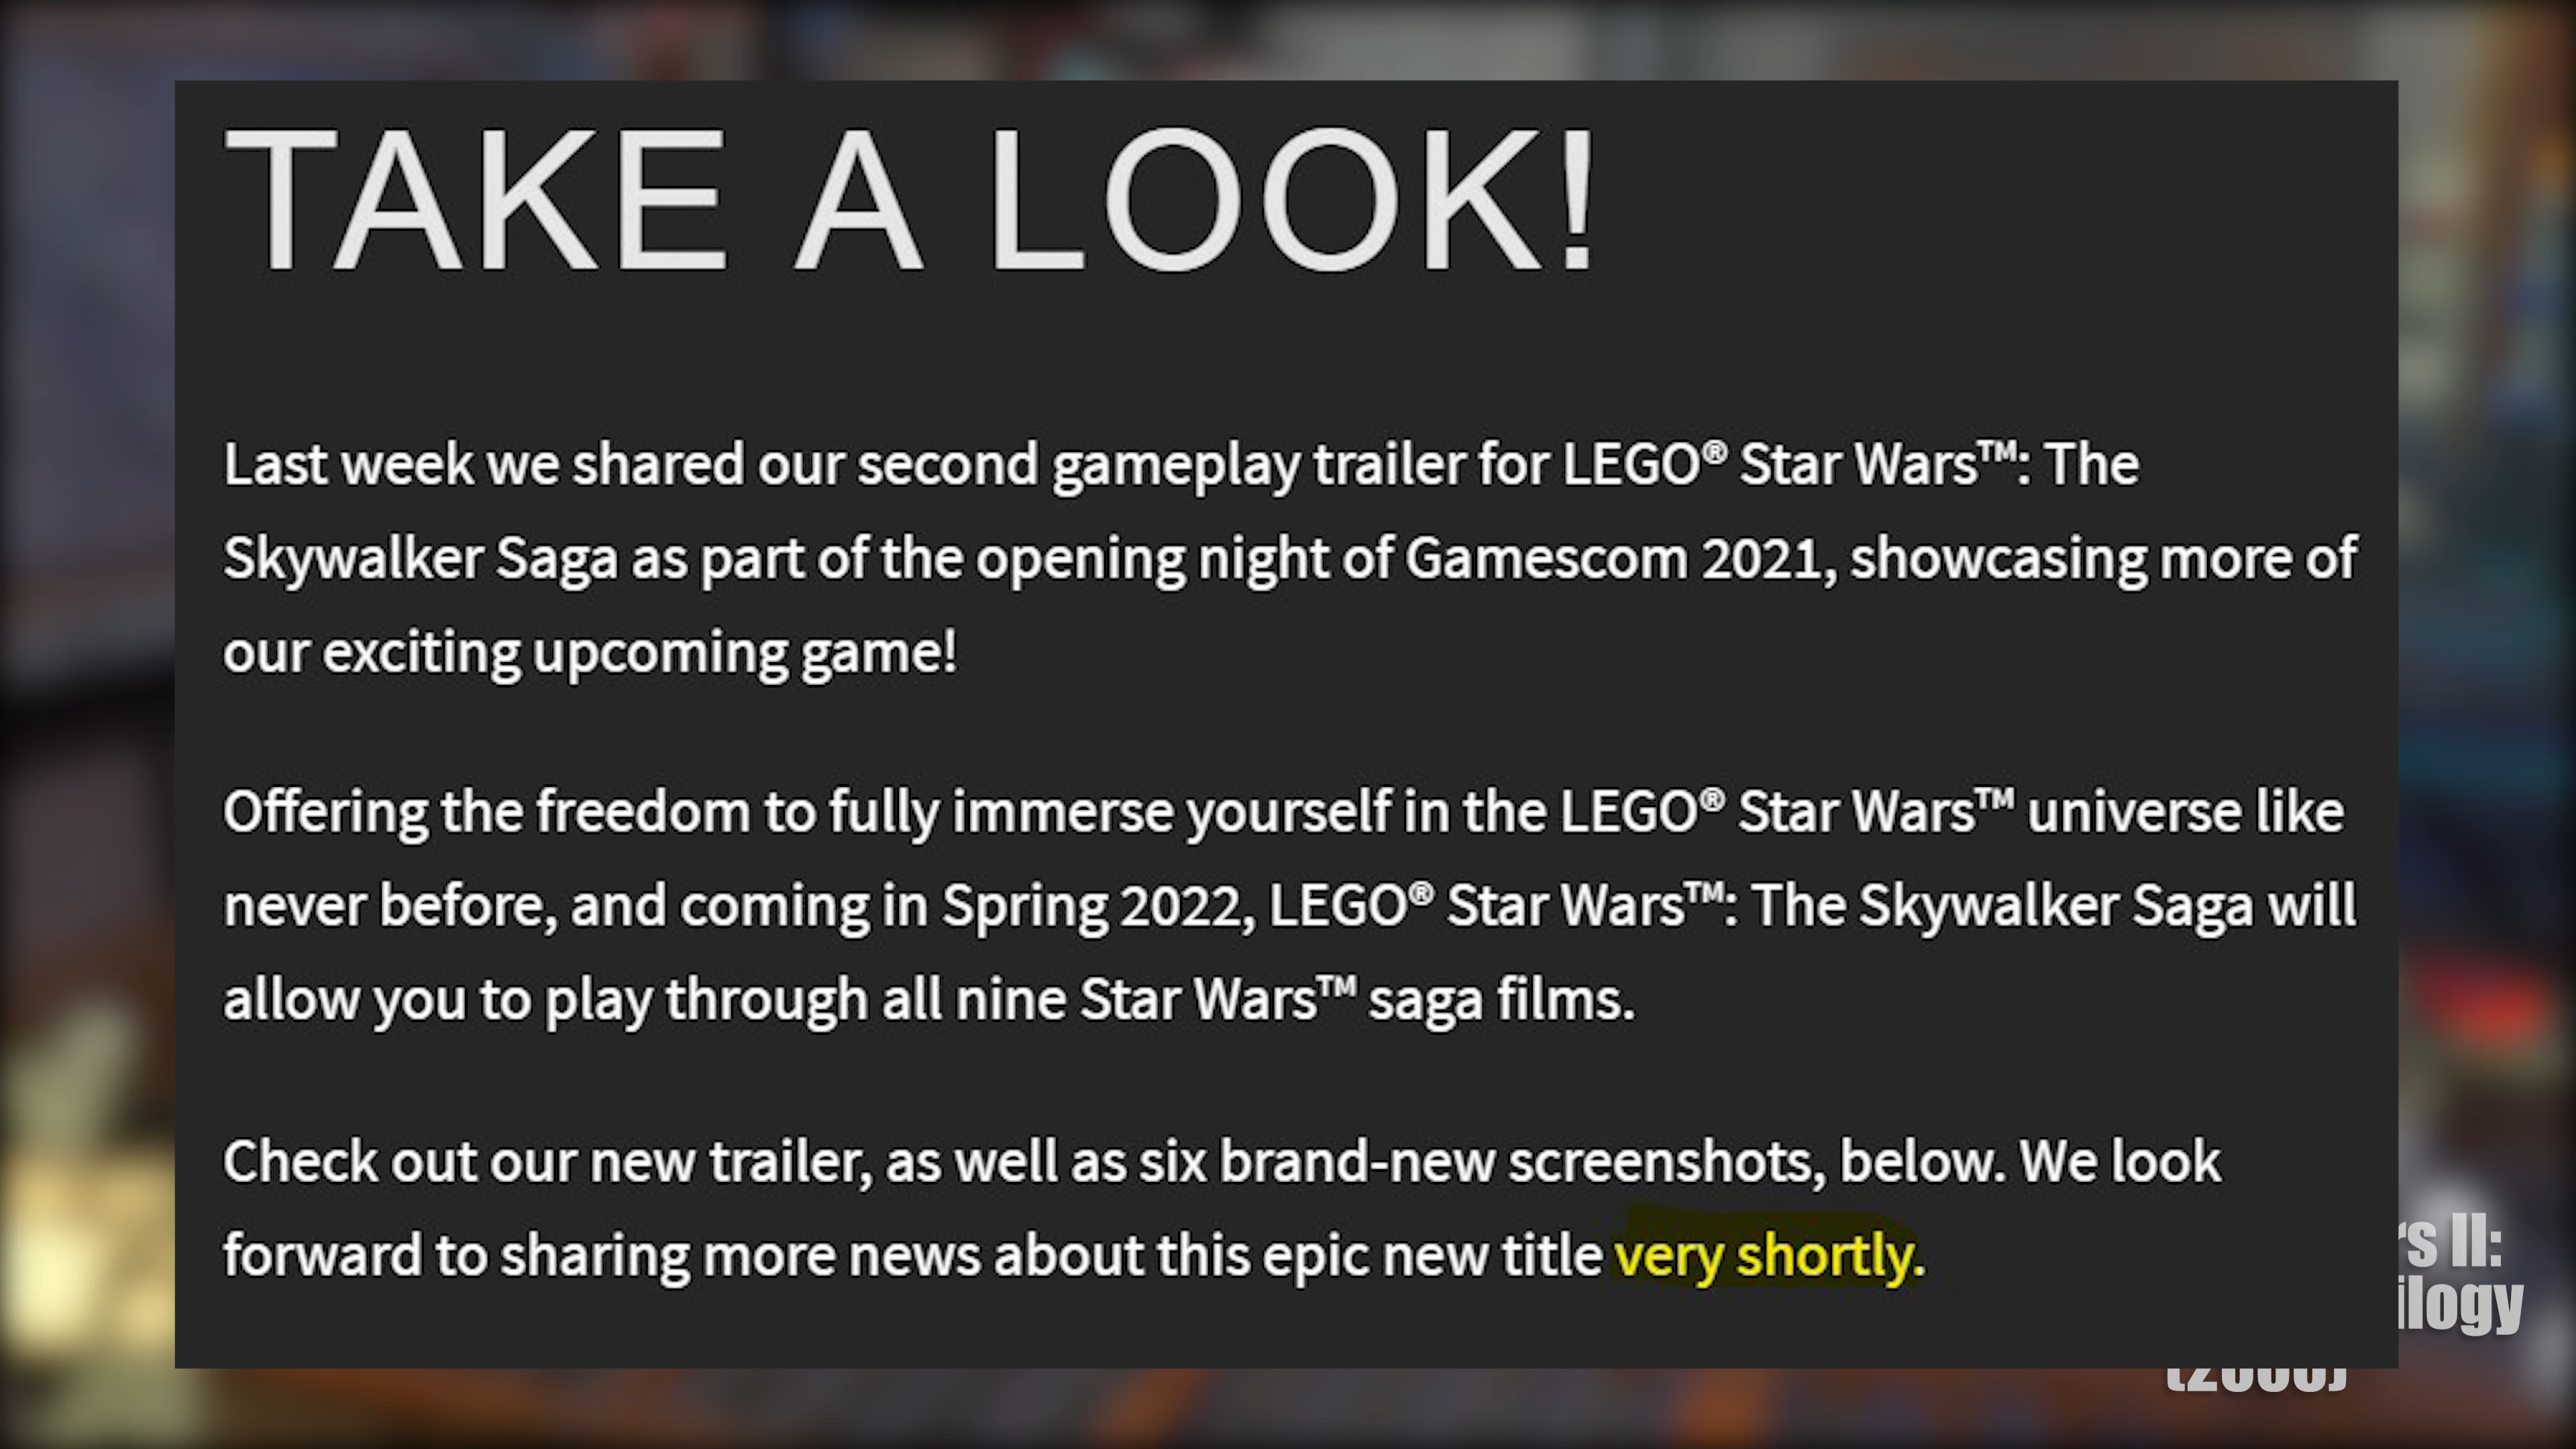 TAKE A LOOK!
Last week we shared our second gameplay trailer for LEGO® Star Wars™: The
Skywalker Saga as part of the opening night of Gamescom 2021, showcasing more of
our exciting upcoming game!
Offering the freedom to fully immerse yourself in the LEGO® Star Wars™ universe like
never before, and coming in Spring 2022, LEGO® Star Wars™: The Skywalker Saga will
allow you to play through all nine Star Wars™ saga films.
Check out our new trailer, as well as six brand-new screenshots, below. We look
forward to sharing more news about this epic new title very shortly.
II: